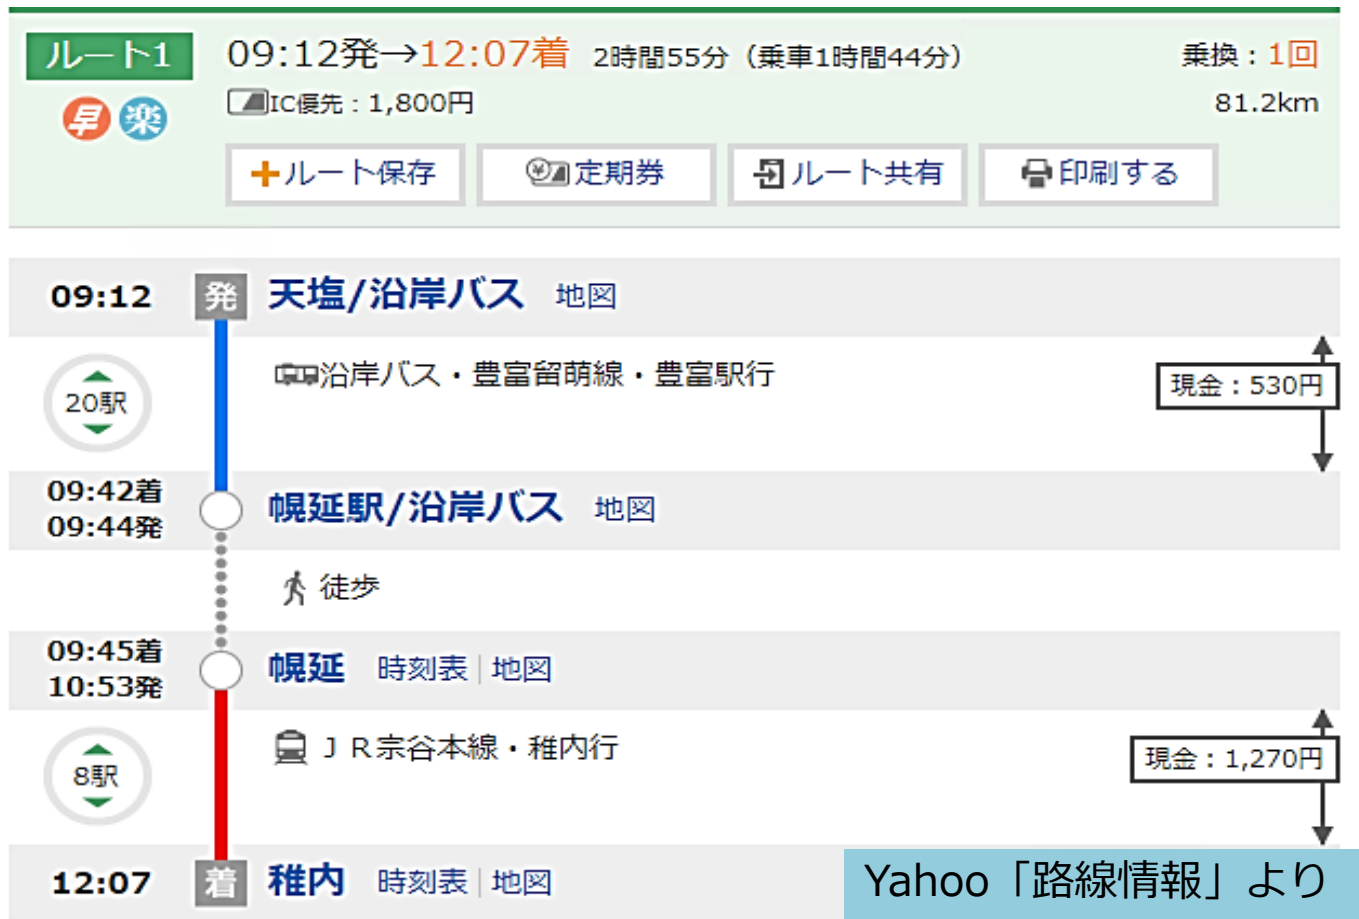 ルート1 09:12発→12:07着 2時間55分（乗車1時間44分） 乗換：1回
早 楽 IC優先：1,800円 81.2km
ルート保存 定期券 ルート共有 印刷する
09:12 発 天塩/沿岸バス 地図
20駅 沿岸バス・豊富留萌線・豊富駅行 現金：530円
09:42着
09:44発 幌延駅/沿岸バス 地図
徒歩
09:45着
10:53発 幌延 時刻表 地図
8駅 ＪＲ宗谷本線・稚内行 現金：1,270円
12:07 着 稚内 時刻表 地図
Yahoo「路線情報」より